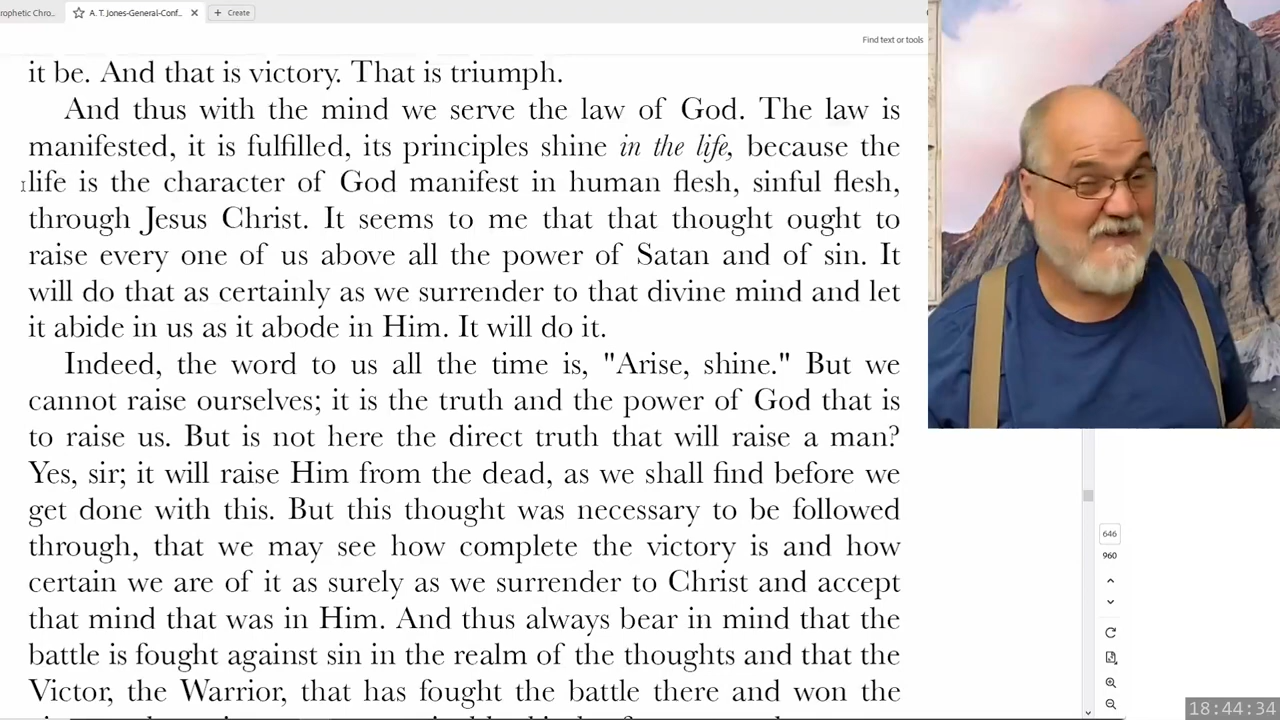 rophetic Chro...
A. T.Jones-General-Conf...
Create
Find text or tools
it be. And that is victory. That is triumph.
And thus with the mind we serve the law of God. The law is
manifested, it is fulfilled, its principles shine in the life, because the
life is the character of God manifest in human flesh, sinful flesh,
through Jesus Christ. It seems to me that that thought ought to
raise every one of us above all the power of Satan and of sin. It
will do that as certainly as we surrender to that divine mind and let
it abide in us as it abode in Him. It will do it.
Indeed, the word to us all the time is, "Arise, shine." But we
cannot raise ourselves; it is the truth and the power of God that is
to raise us. But is not here the direct truth that will raise a man?
Yes, sir; it will raise Him from the dead, as we shall find before we
get done with this. But this thought was necessary to be followed
through, that we may see how complete the victory is and how
certain we are of it as surely as we surrender to Christ and accept
that mind that was in Him. And thus always bear in mind that the
battle is fought against sin in the realm of the thoughts and that the
Victor, the Warrior, that has fought the battle there and won the
646
960
18:44:34